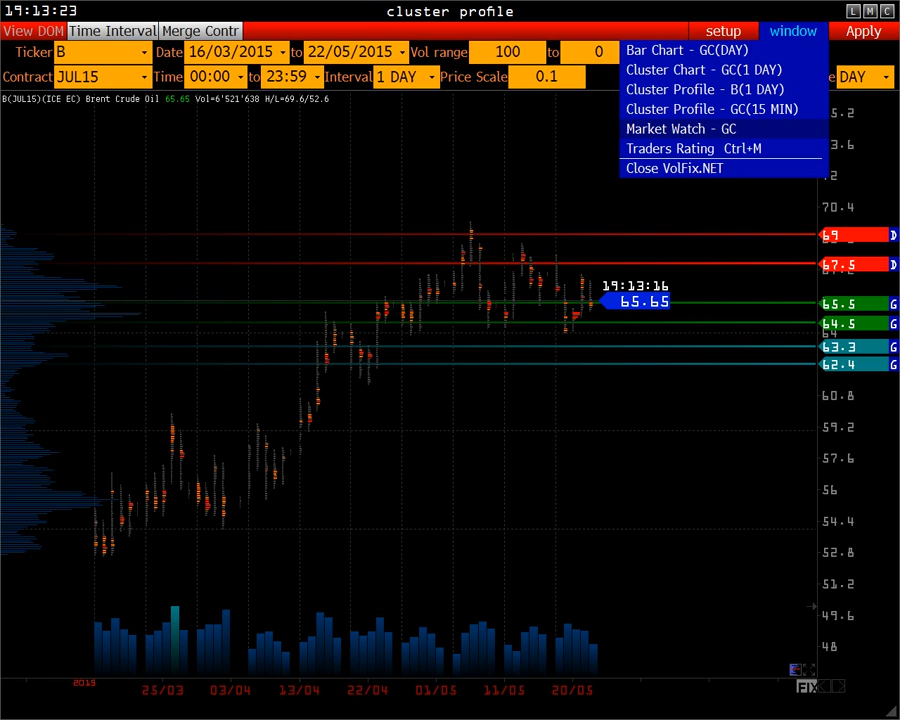 19:13:23 cluster profile L M C
View DOM Time Interval Merge Contr setup window Apply
Ticker B Date 16/03/2015 to 22/05/2015 Vol range 100 to 0
Contract JUL15 Time 00:00 to 23:59 Interval 1 DAY Price Scale 0.1 e DAY
Bar Chart - GC(DAY)
Cluster Chart - GC(1 DAY)
Cluster Profile - B(1 DAY)
Cluster Profile - GC(15 MIN)
Market Watch - GC
Traders Rating Ctrl+M
Close VolFix.NET
B(JUL15)(ICE EC) Brent Crude Oil 65.65 Vol=6'521'638 H/L=69.6/52.6
70.4
69 D
67.5 D
19:13:16
65.65
65.5 G
64.5 G
64
63.3 G
62.4 G
60.8
59.2
57.6
56
54.4
52.8
51.2
49.6
48
2015
25/03 03/04 13/04 22/04 01/05 11/05 20/05
FIX